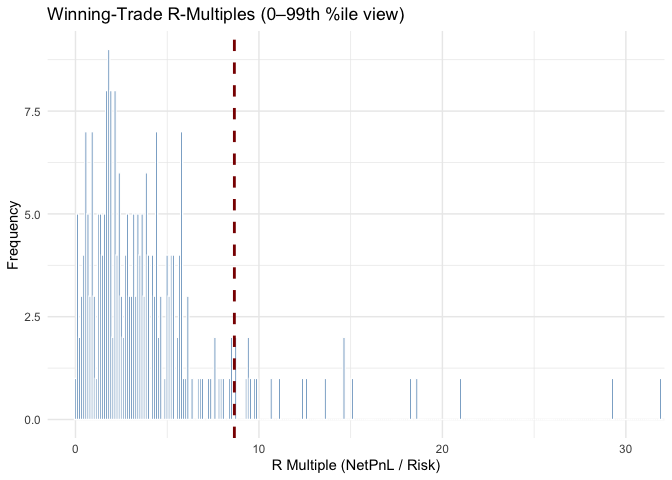 Winning-Trade R-Multiples (0–99th %ile view)
Frequency
7.5
5.0
2.5
0.0
0
10
20
30
R Multiple (NetPnL / Risk)